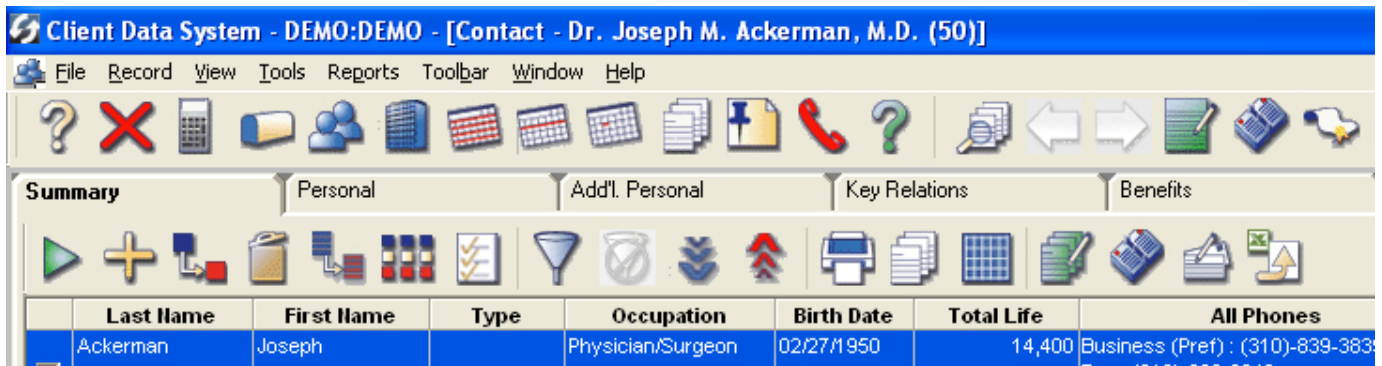 Client Data System - DEMO:DEMO - [Contact - Dr. Joseph M. Ackerman, M.D. (50)]
File Record View Tools Reports Toolbar Window Help
Summary Personal Add'l. Personal Key Relations Benefits
Last Name First Name Type Occupation Birth Date Total Life All Phones
Ackerman Joseph Physician/Surgeon 02/27/1950 14,400 Business (Pref) : (310)-839-3839